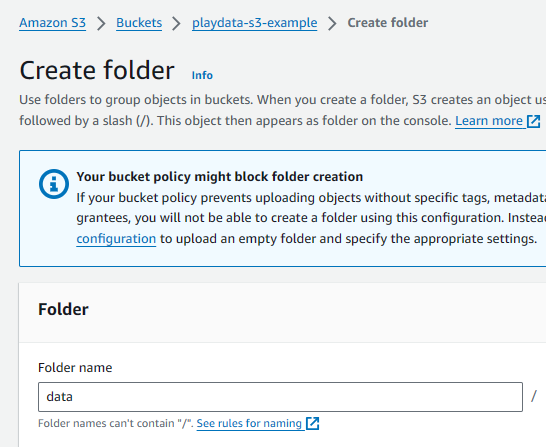 Amazon S3 > Buckets > playdata-s3-example > Create folder
Create folder Info
Use folders to group objects in buckets. When you create a folder, S3 creates an object us
followed by a slash (/). This object then appears as folder on the console. Learn more
Your bucket policy might block folder creation
If your bucket policy prevents uploading objects without specific tags, metadata
grantees, you will not be able to create a folder using this configuration. Instead
configuration to upload an empty folder and specify the appropriate settings.
Folder
Folder name
data /
Folder names can't contain "/". See rules for naming